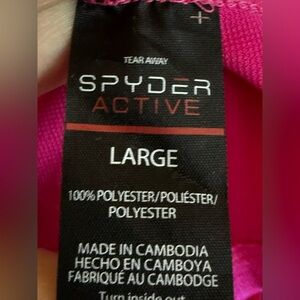 TEAR AWAY
SPYDER
ACTIVE
LARGE
100% POLYESTER/POLIÉSTER/
POLYESTER
MADE IN CAMBODIA
HECHO EN CAMBOYA
FABRIQUÉ AU CAMBODGE
Turn inside out